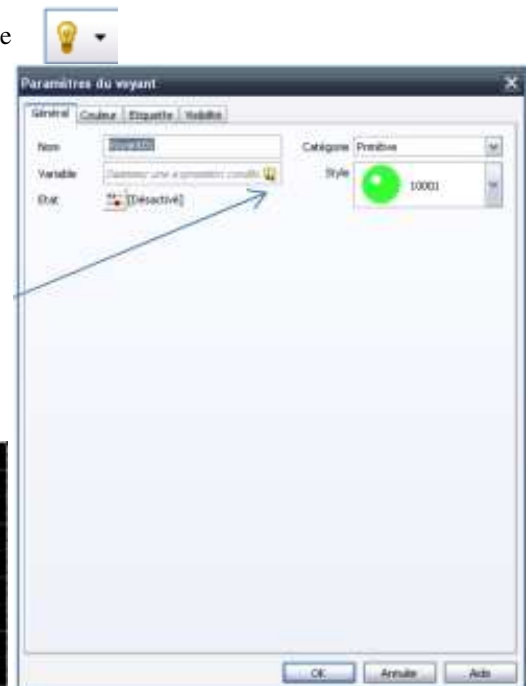 e
Paramètres du voyant
Général Couleur Etiquette Visibilité
Nom
Catégorie Primitive
Variable
Style
10001
Etat [Désactivé]
OK Annuler Aide